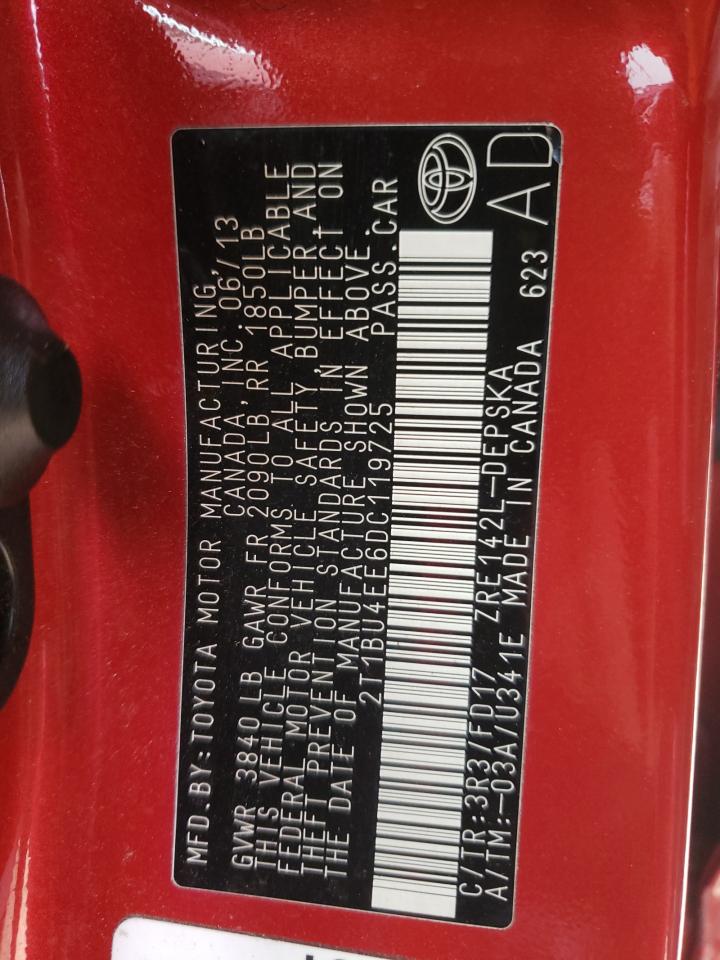 MFD.BY:TOYOTA MOTOR MANUFACTURING,
CANADA, INC. 06/13
GVWR 3840LB GAWR FR 2090LB, RR 1850LB
THIS VEHICLE CONFORMS TO ALL APPLICABLE
FEDERAL MOTOR VEHICLE SAFETY, BUMPER, AND
THEFT PREVENTION STANDARDS IN EFFECT ON
THE DATE OF MANUFACTURE SHOWN ABOVE.
2T1BU4EE6DC119725 PASS.CAR
C/TR:3R3/FD17 ZRE142L-DEPSKA
A/TM:-03A/U341E MADE IN CANADA 623
AD